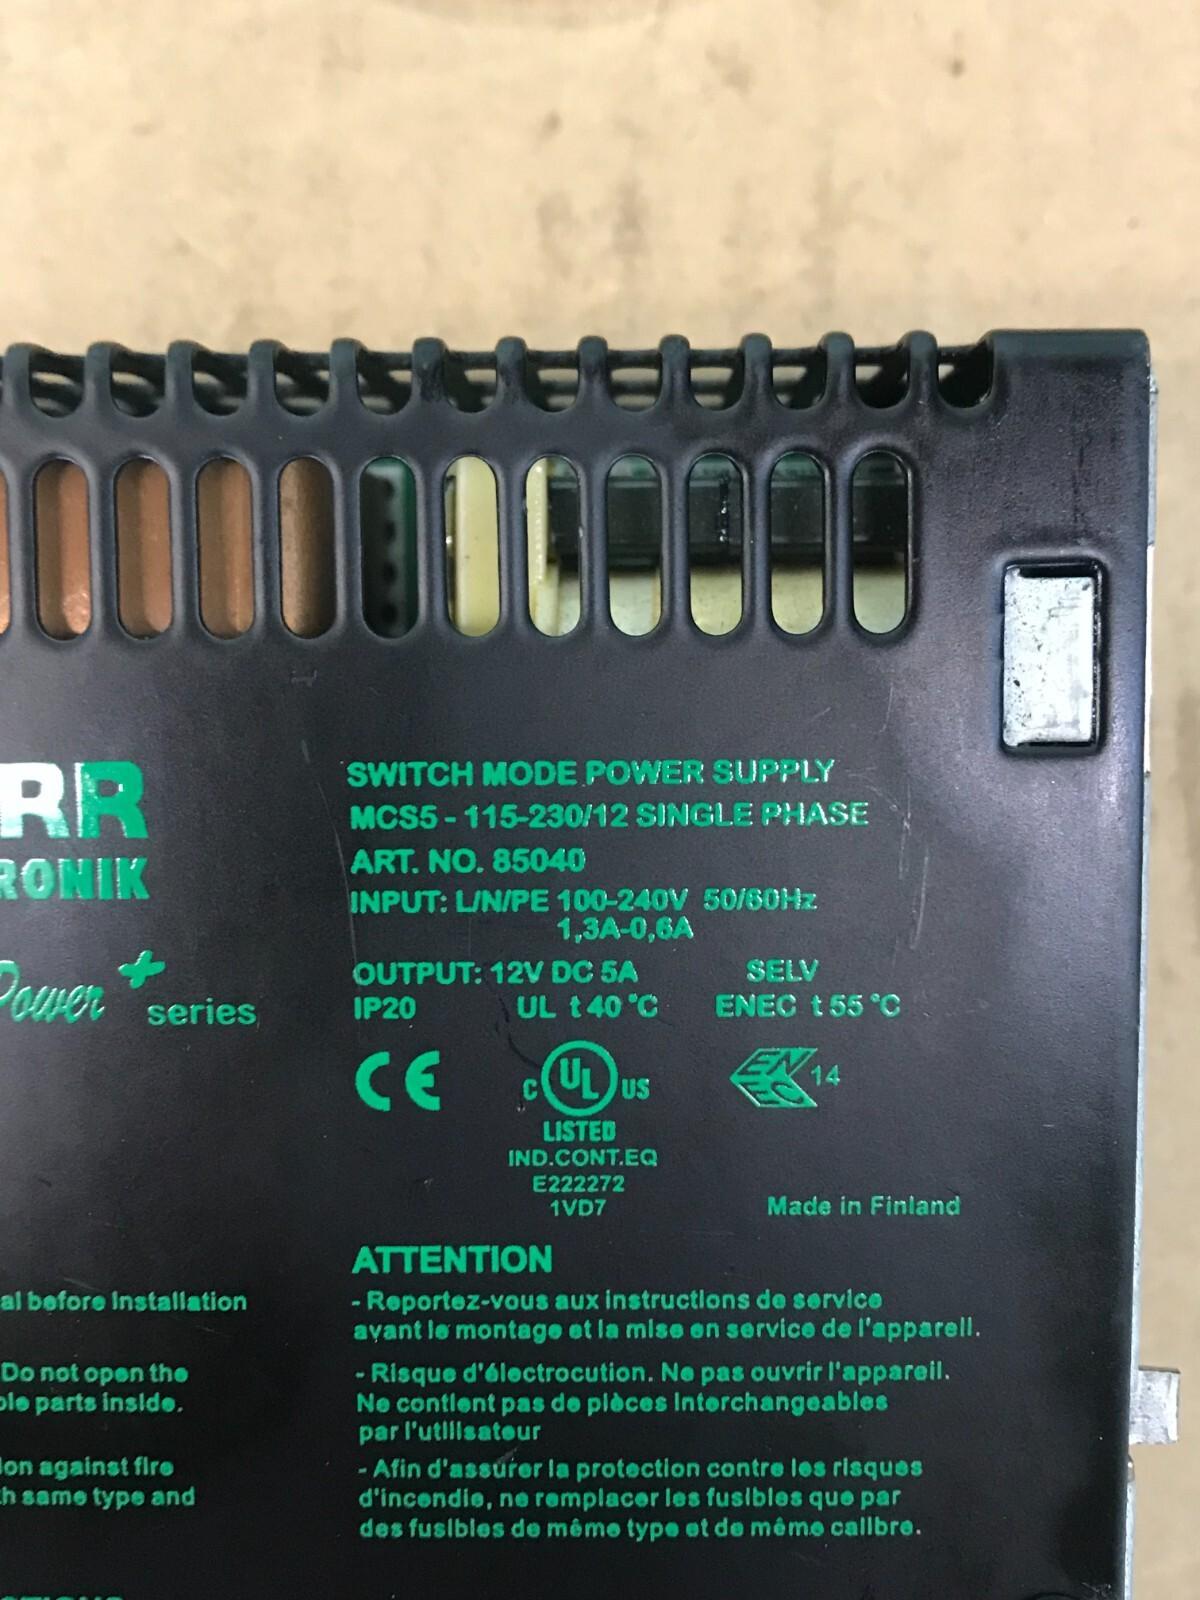 RR
RONIK
Power +
series
SWITCH MODE POWER SUPPLY
MCS5 - 115-230/12 SINGLE PHASE
ART. NO. 85040
INPUT: L/N/PE 100-240V 50/60Hz
1,3A-0,6A
OUTPUT: 12V DC 5A SELV
IP20 UL t 40 °C ENEC t 55 °C
CE
C UL US
LISTED
IND.CONT.EQ
E222272
1VD7
ENEC 14
Made in Finland
al before Installation
Do not open the
ble parts inside.
ion against fire
h same type and
ATTENTION
- Reportez-vous aux instructions de service
avant le montage et la mise en service de l'appareil.
- Risque d'électrocution. Ne pas ouvrir l'appareil.
Ne contient pas de pièces interchangeables
par l'utilisateur
- Afin d'assurer la protection contre les risques
d'incendie, ne remplacer les fusibles que par
des fusibles de même type et de même calibre.